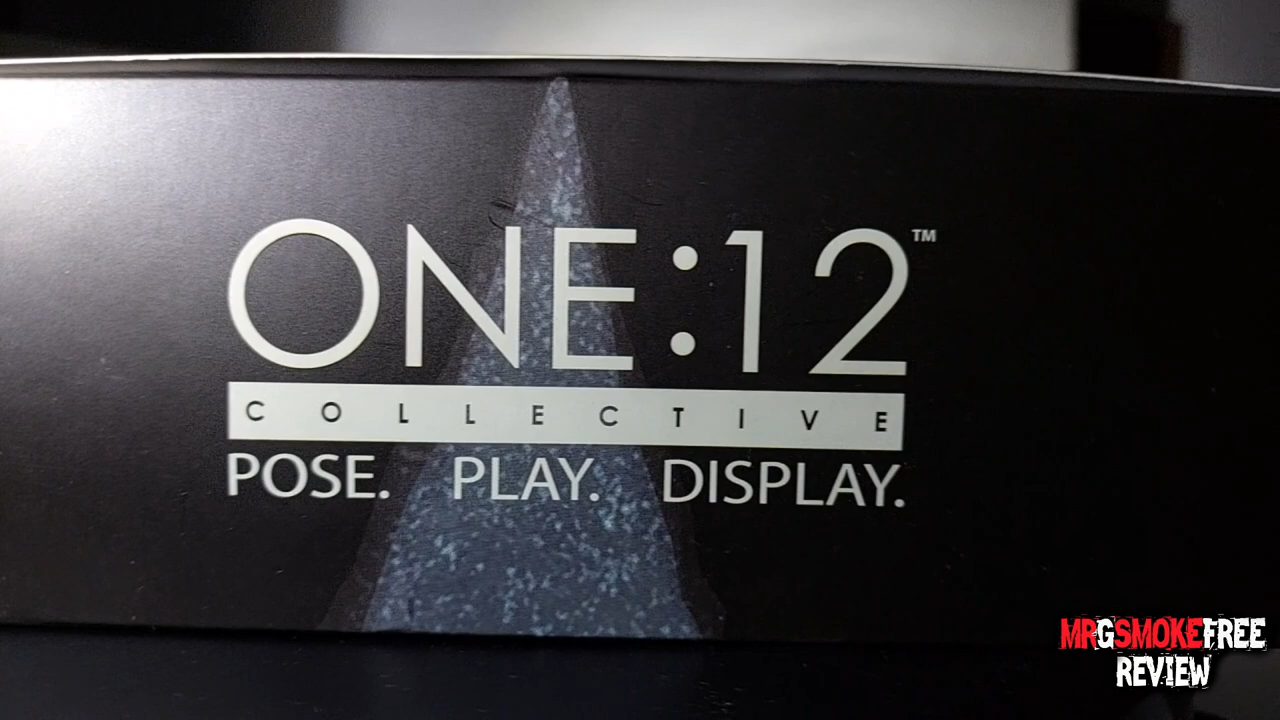 ONE:12™
COLLECTIVE
POSE. PLAY. DISPLAY.
MRGSMOKEFREE
REVIEW